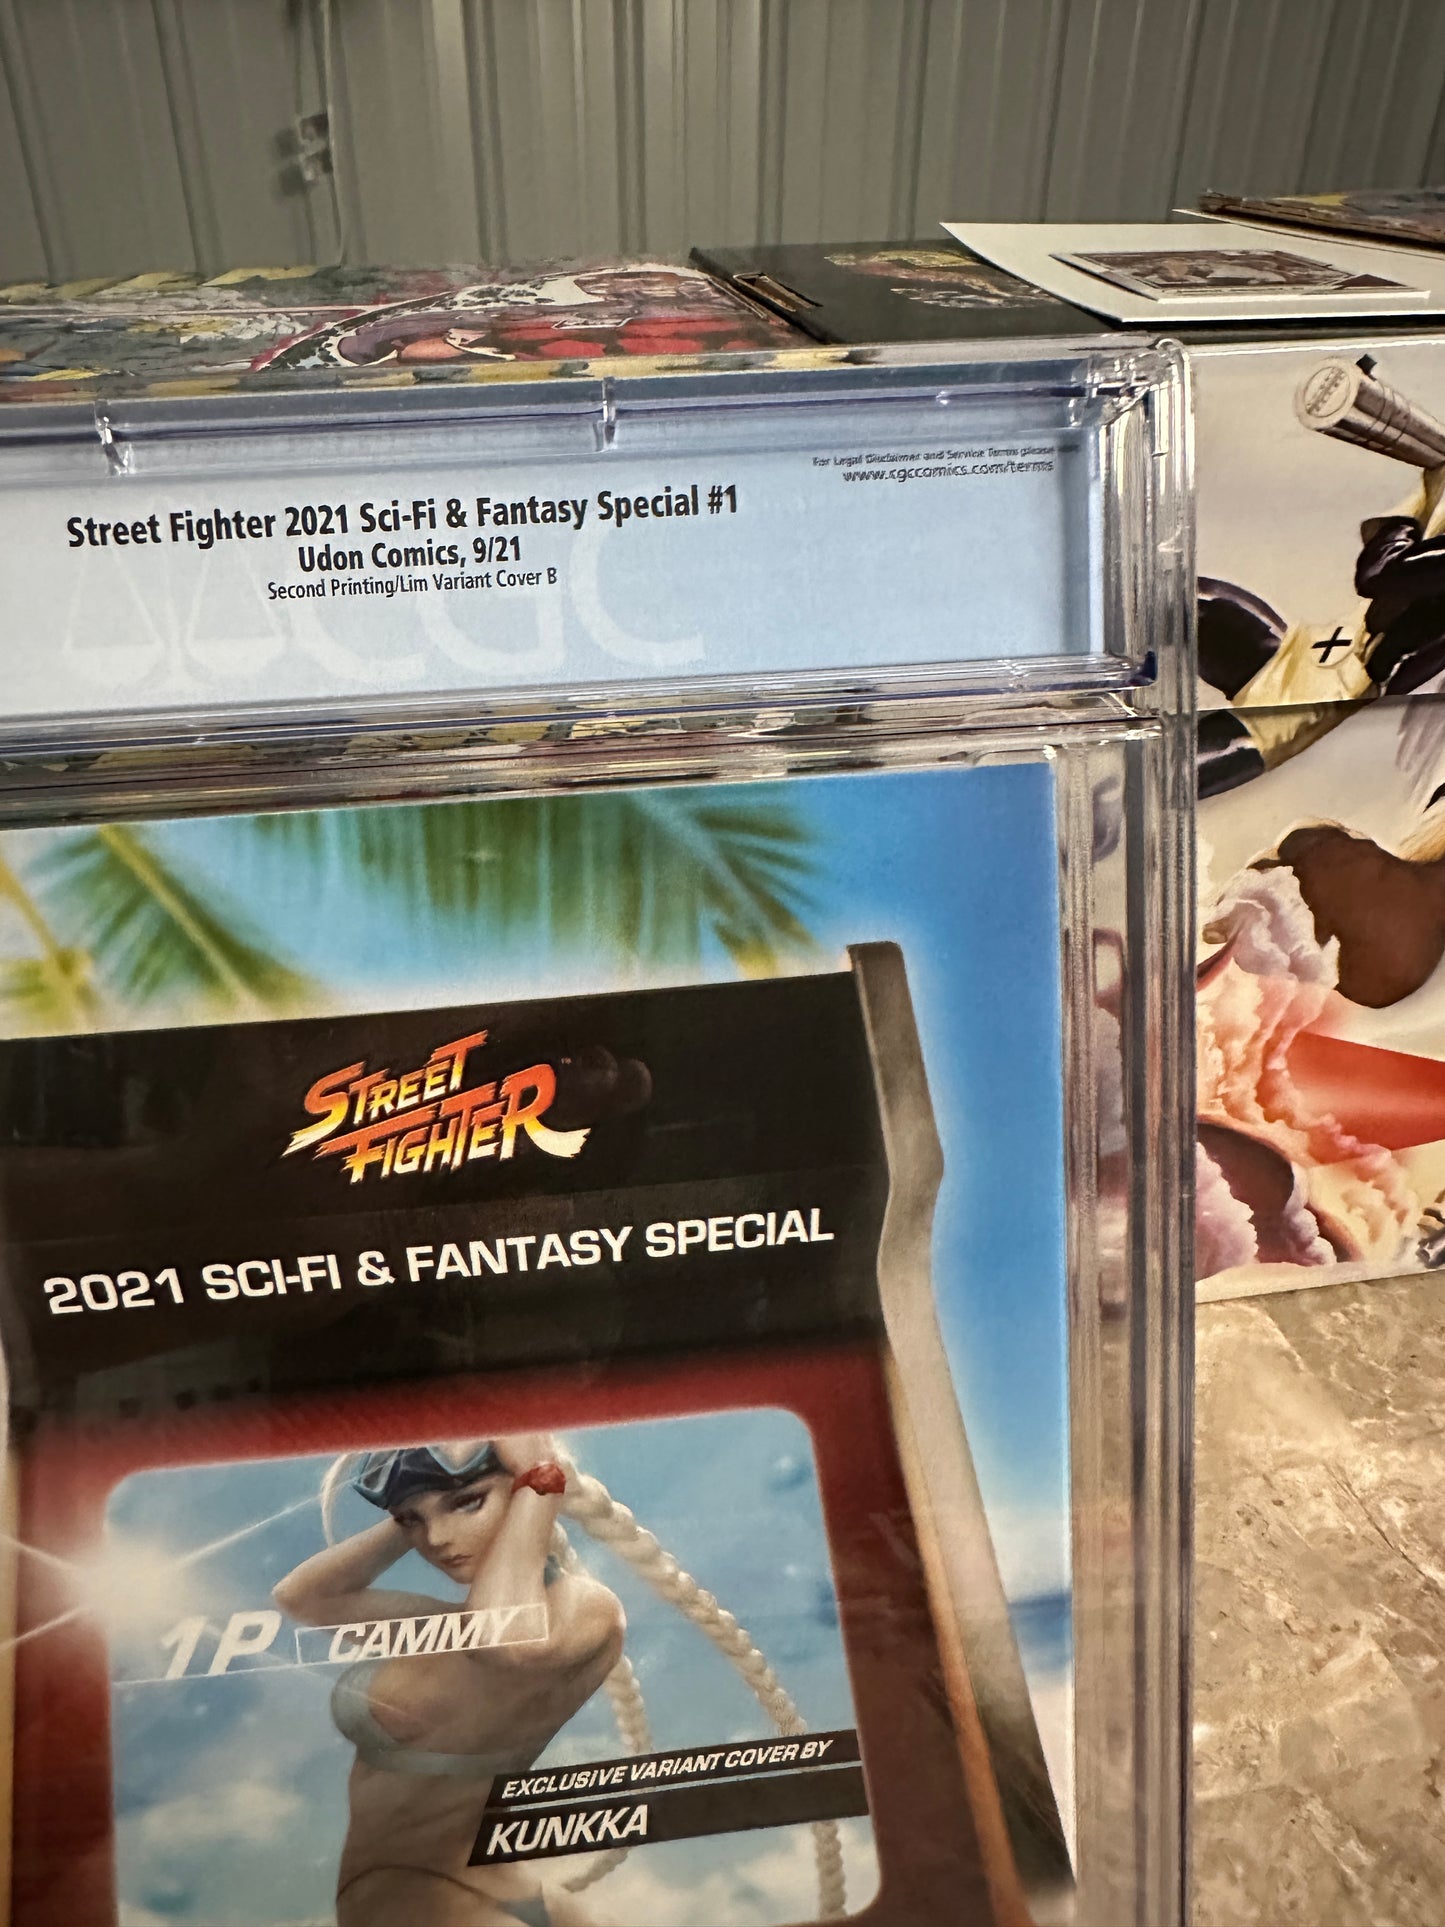 For Legal Disclaimer and Service Terms please see
www.cgccomics.com/terms
Street Fighter 2021 Sci-Fi & Fantasy Special #1
Udon Comics, 9/21
Second Printing/Lim Variant Cover B
CGC
STREET
FIGHTER™
2021 SCI-FI & FANTASY SPECIAL
1P CAMMY
EXCLUSIVE VARIANT COVER BY
KUNKKA